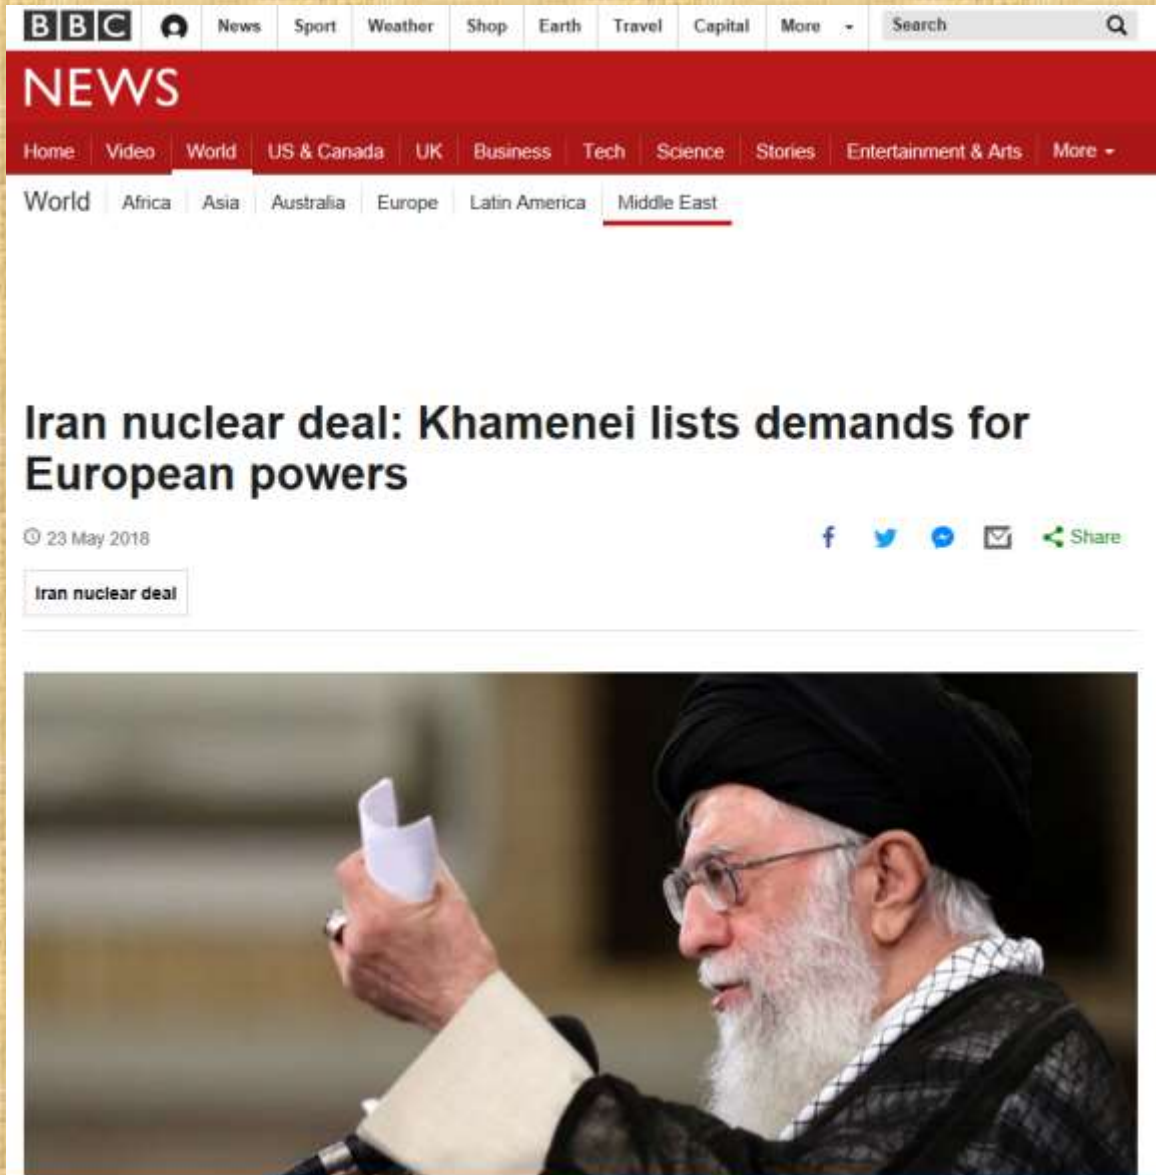 BBC News Sport Weather Shop Earth Travel Capital More Search
NEWS
Home Video World US & Canada UK Business Tech Science Stories Entertainment & Arts More
World Africa Asia Australia Europe Latin America Middle East
Iran nuclear deal: Khamenei lists demands for
European powers
23 May 2018 Share
Iran nuclear deal